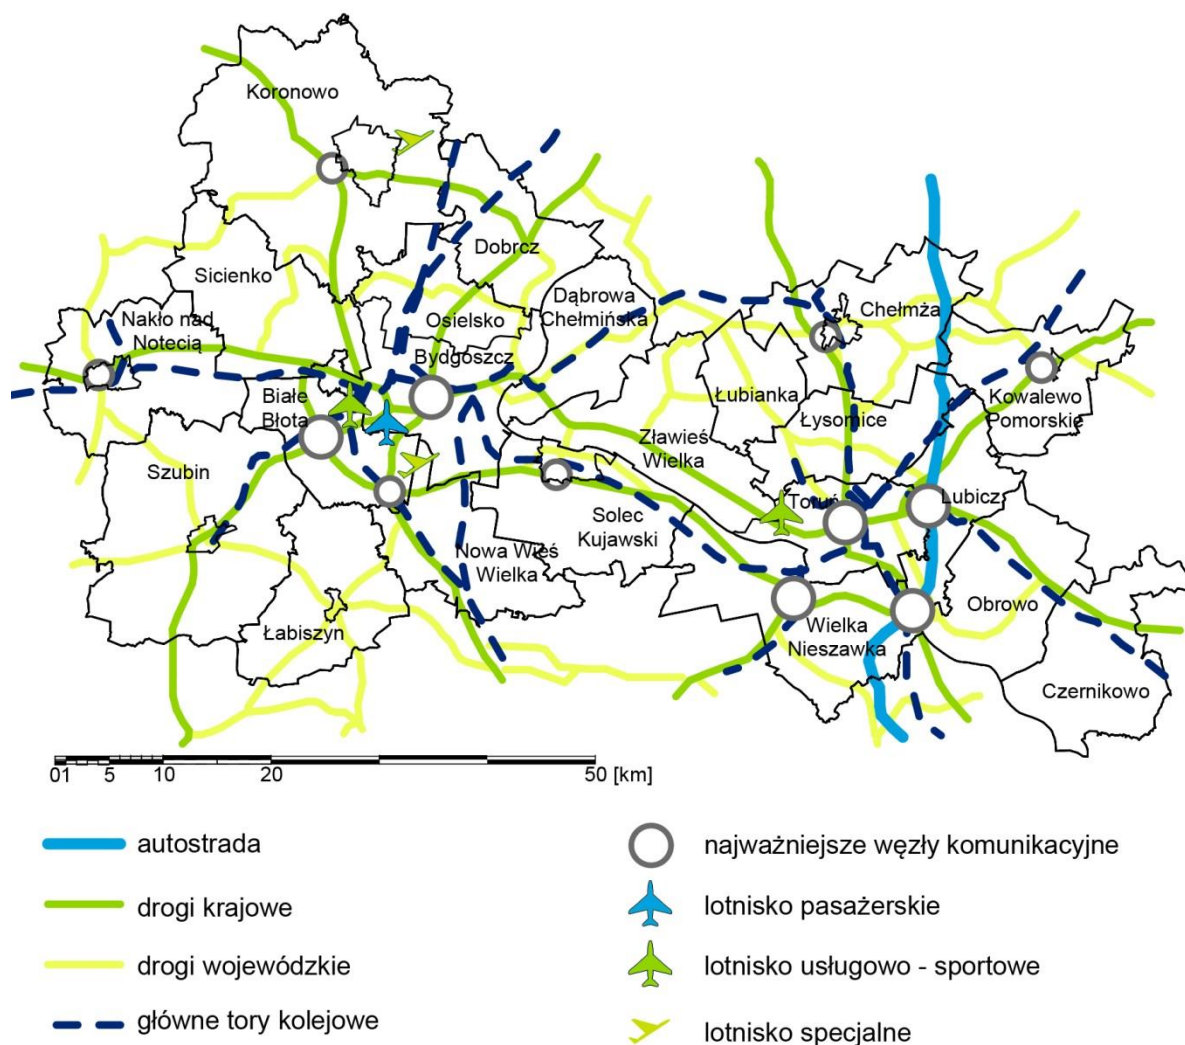 Koronowo
Dobrcz
Sicienko
Dąbrowa
Chełmińska
Chełmża
Nakło nad
Notecią
Osielsko
Bydgoszcz
Białe
Błota
Łubianka
Kowalewo
Pomorskie
Łysomice
Zławieś
Wielka
Szubin
Toruń
Lubicz
Solec
Kujawski
Nowa Wieś
Wielka
Obrowo
Łabiszyn
Wielka
Nieszawka
Czernikowo
01 5 10 20 50 [km]
autostrada
drogi krajowe
drogi wojewódzkie
główne tory kolejowe
najważniejsze węzły komunikacyjne
lotnisko pasażerskie
lotnisko usługowo - sportowe
lotnisko specjalne